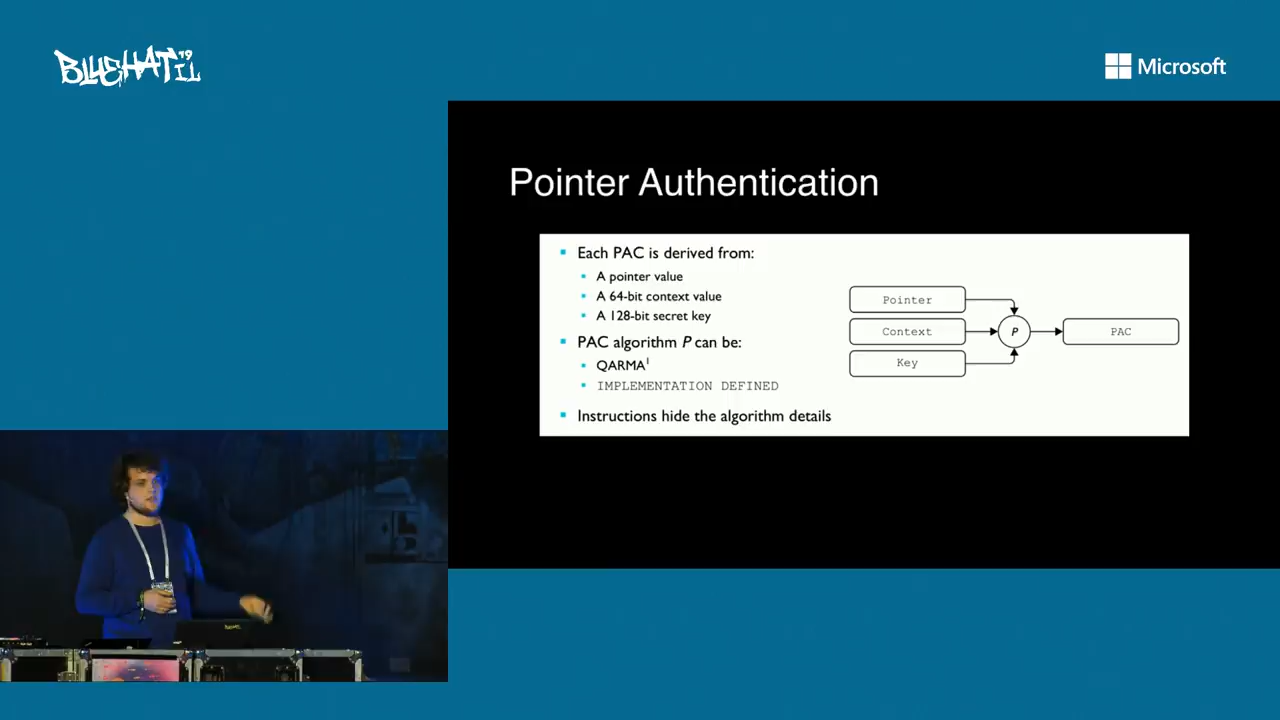 BLUEHAT IL '19
Microsoft
Pointer Authentication
Each PAC is derived from:
A pointer value
A 64-bit context value
A 128-bit secret key
PAC algorithm P can be:
QARMA¹
IMPLEMENTATION DEFINED
Instructions hide the algorithm details
Pointer
Context
Key
P
PAC